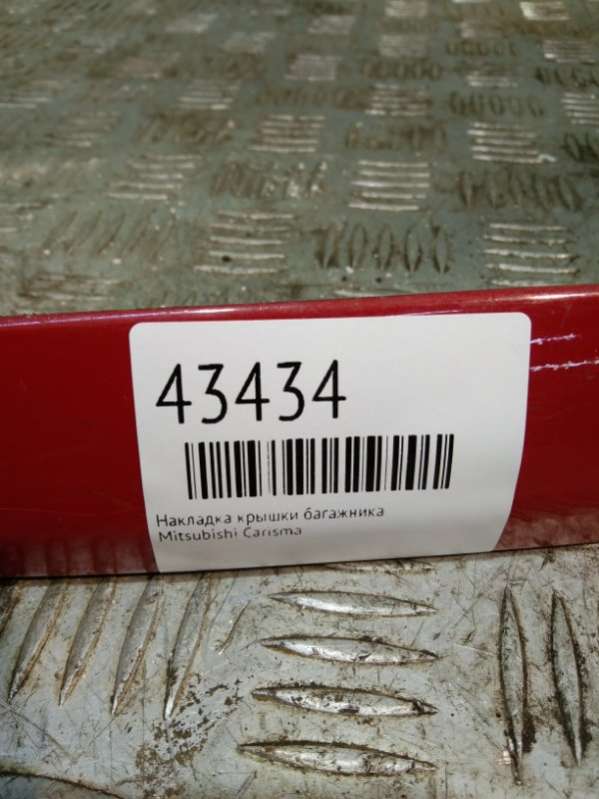 43434
Накладка крышки багажника
Mitsubishi Carisma